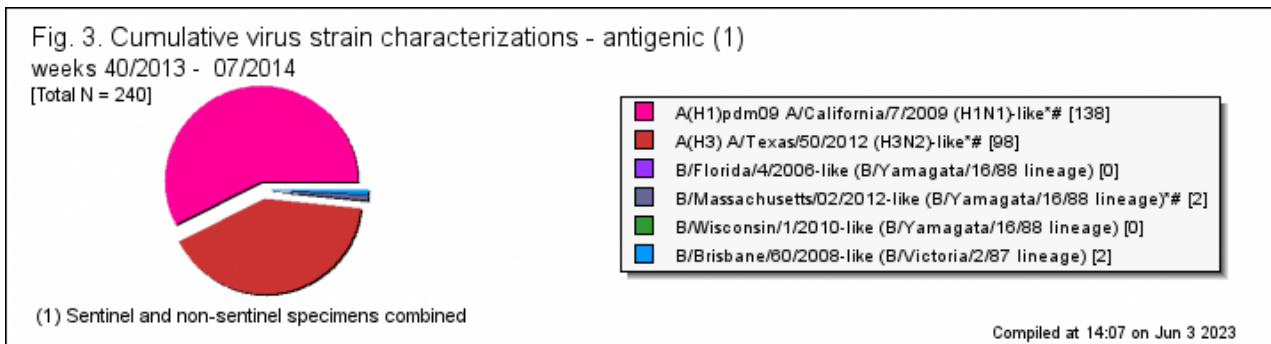 Fig. 3. Cumulative virus strain characterizations - antigenic (1)
weeks 40/2013 - 07/2014
[Total N = 240]
A(H1)pdm09 A/California/7/2009 (H1N1)-like*# [138]
A(H3) A/Texas/50/2012 (H3N2)-like*# [98]
B/Florida/4/2006-like (B/Yamagata/16/88 lineage) [0]
B/Massachusetts/02/2012-like (B/Yamagata/16/88 lineage)*# [2]
B/Wisconsin/1/2010-like (B/Yamagata/16/88 lineage) [0]
B/Brisbane/60/2008-like (B/Victoria/2/87 lineage) [2]
(1) Sentinel and non-sentinel specimens combined
Compiled at 14:07 on Jun 3 2023